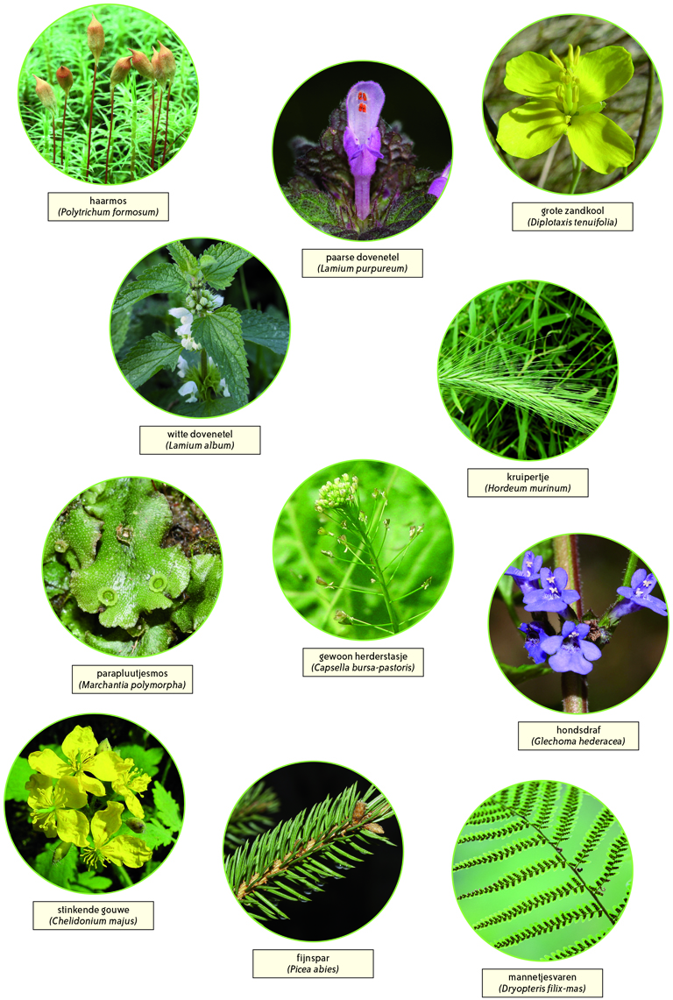 haarmos
(Polytrichum formosum)
paarse dovenetel
(Lamium purpureum)
grote zandkool
(Diplotaxis tenuifolia)
witte dovenetel
(Lamium album)
kruipertje
(Hordeum murinum)
parapluutjesmos
(Marchantia polymorpha)
gewoon herderstasje
(Capsella bursa-pastoris)
hondsdraf
(Glechoma hederacea)
stinkende gouwe
(Chelidonium majus)
fijnspar
(Picea abies)
mannetjesvaren
(Dryopteris filix-mas)